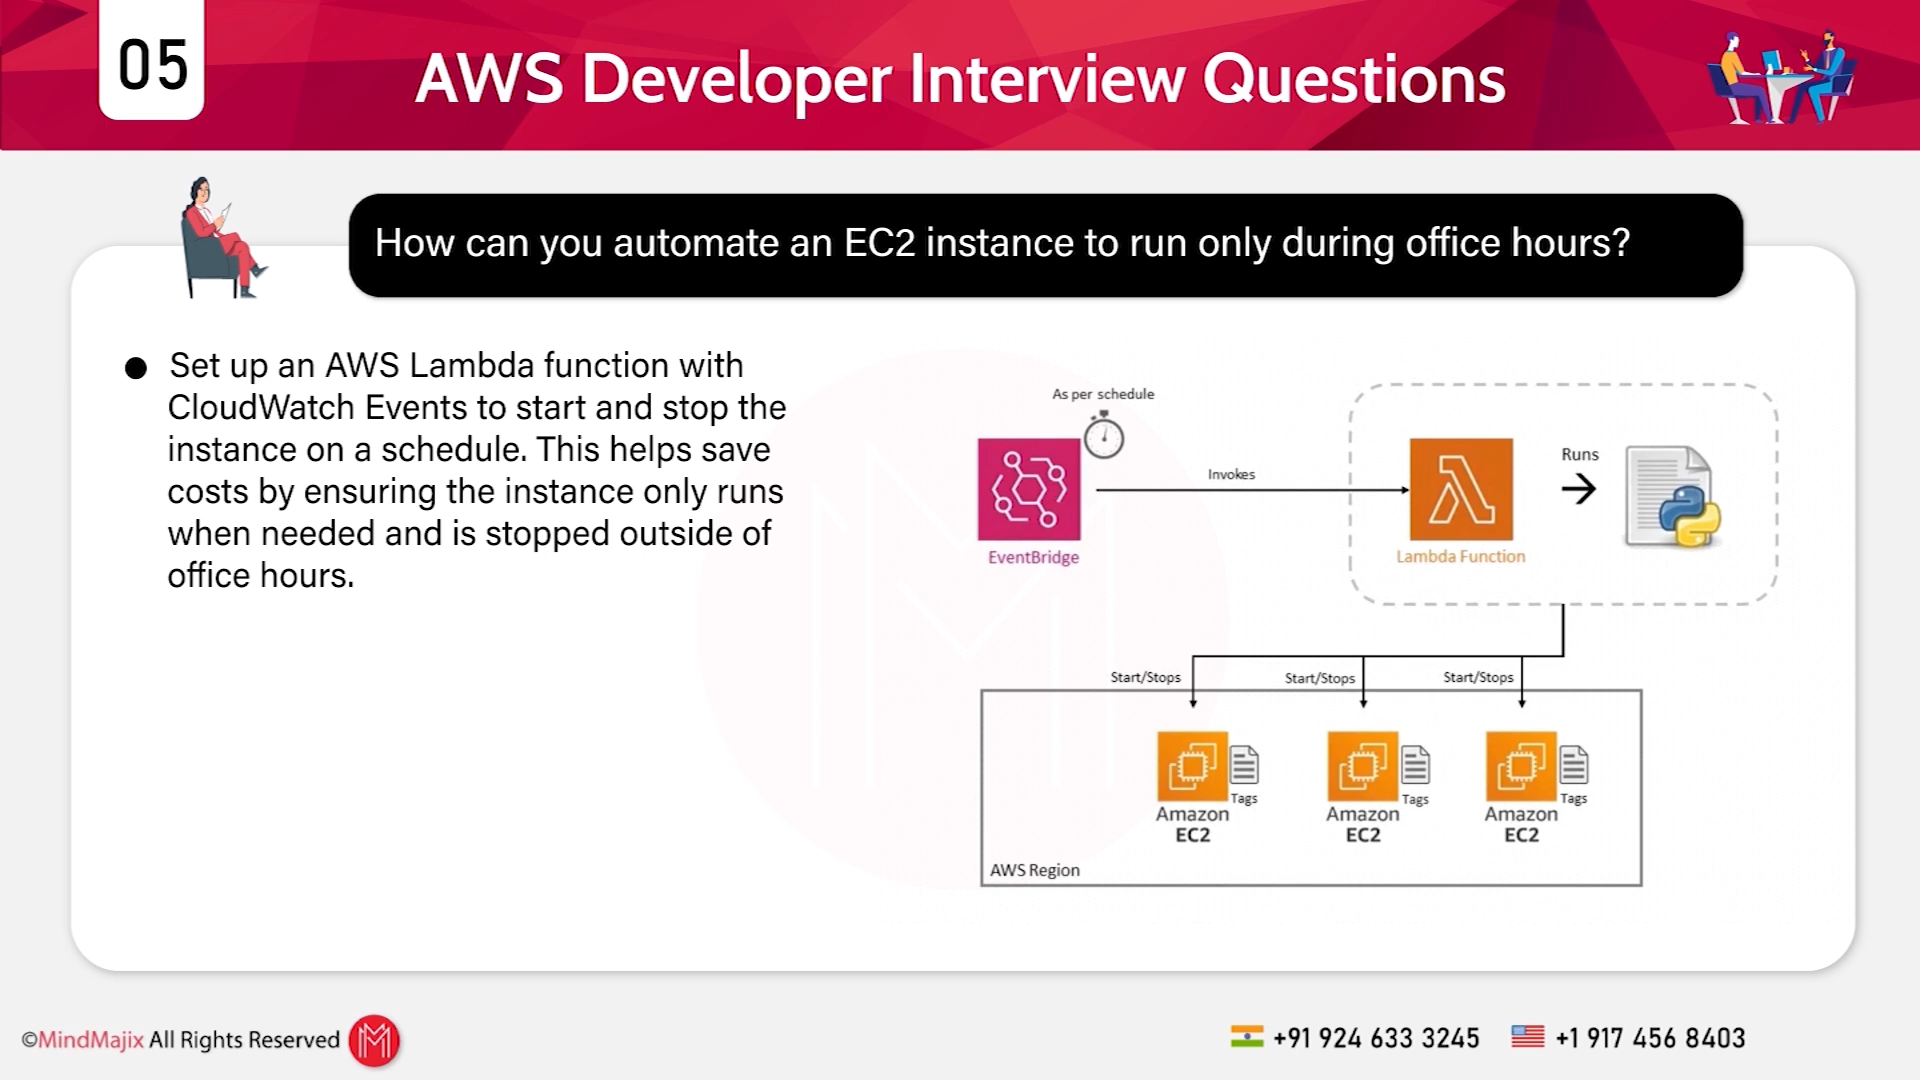 05
AWS Developer Interview Questions
How can you automate an EC2 instance to run only during office hours?
● Set up an AWS Lambda function with
CloudWatch Events to start and stop the
instance on a schedule. This helps save
costs by ensuring the instance only runs
when needed and is stopped outside of
office hours.
As per schedule
Invokes
Runs
EventBridge
Lambda Function
Start/Stops
Start/Stops
Start/Stops
Tags
Tags
Tags
Amazon
EC2
Amazon
EC2
Amazon
EC2
AWS Region
©MindMajix All Rights Reserved
+91 924 633 3245
+1 917 456 8403